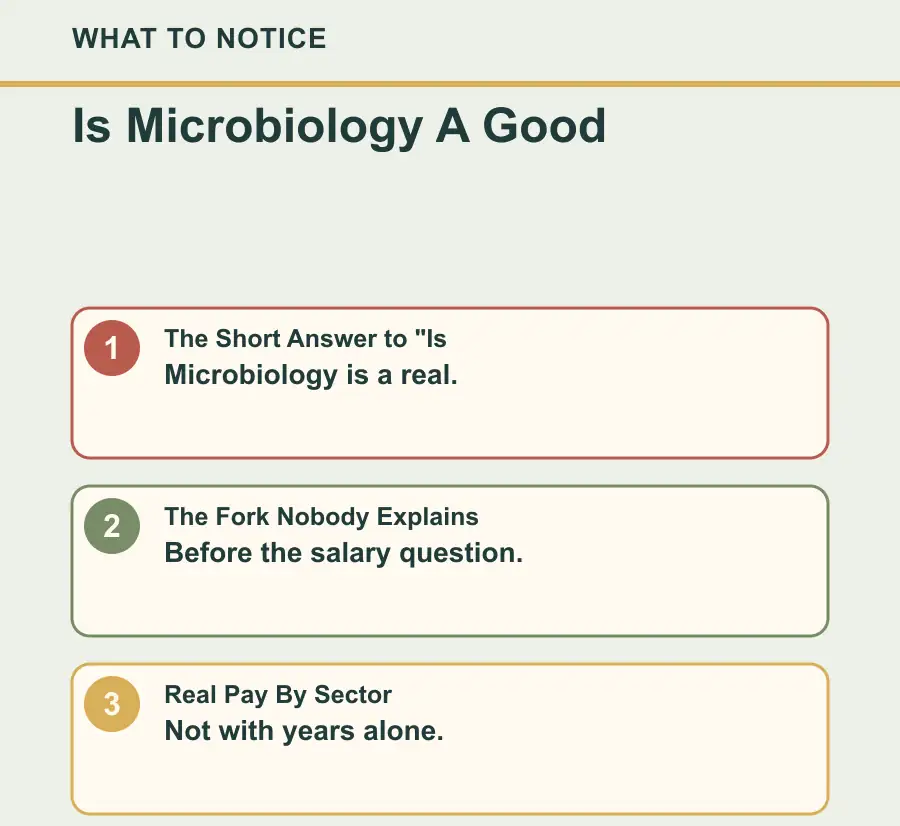 WHAT TO NOTICE
Is Microbiology A Good
1
The Short Answer to "Is
Microbiology is a real.
2
The Fork Nobody Explains
Before the salary question.
3
Real Pay By Sector
Not with years alone.